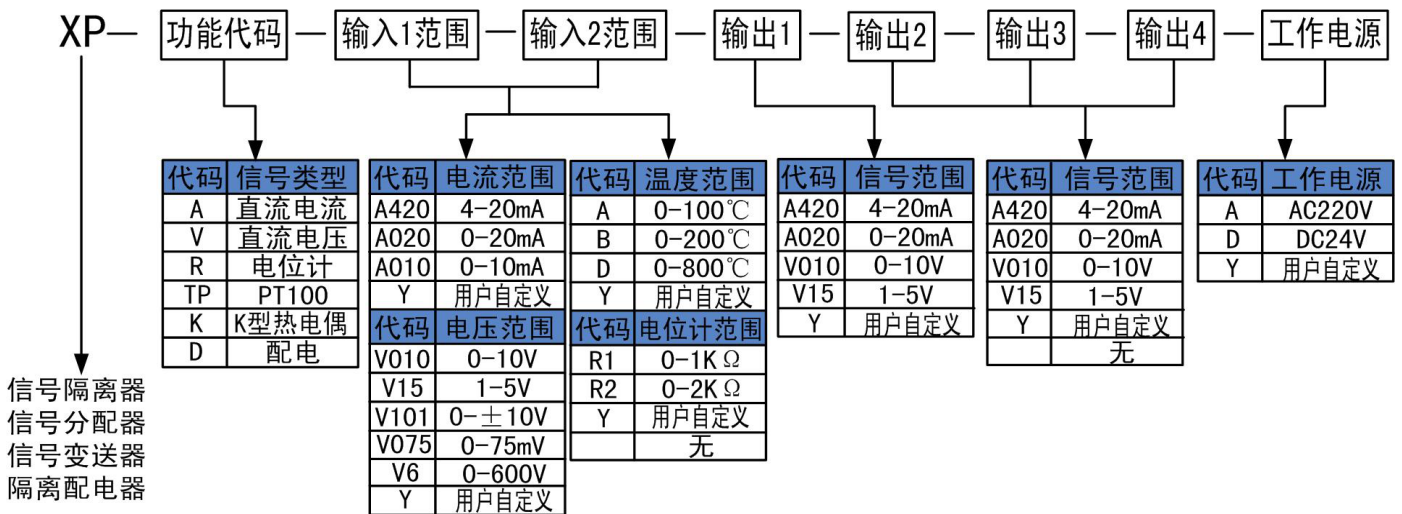 XP— 功能代码 — 输入1范围 — 输入2范围 — 输出1 — 输出2 — 输出3 — 输出4 — 工作电源
代码 信号类型
A 直流电流
V 直流电压
R 电位计
TP PT100
K K型热电偶
D 配电
代码 电流范围
A420 4-20mA
A020 0-20mA
A010 0-10mA
Y 用户自定义
代码 电压范围
V010 0-10V
V15 1-5V
V101 0-±10V
V075 0-75mV
V6 0-600V
Y 用户自定义
代码 温度范围
A 0-100℃
B 0-200℃
D 0-800℃
Y 用户自定义
代码 电位计范围
R1 0-1KΩ
R2 0-2KΩ
Y 用户自定义
无
代码 信号范围
A420 4-20mA
A020 0-20mA
V010 0-10V
V15 1-5V
Y 用户自定义
代码 信号范围
A420 4-20mA
A020 0-20mA
V010 0-10V
V15 1-5V
Y 用户自定义
无
代码 工作电源
A AC220V
D DC24V
Y 用户自定义
信号隔离器
信号分配器
信号变送器
隔离配电器